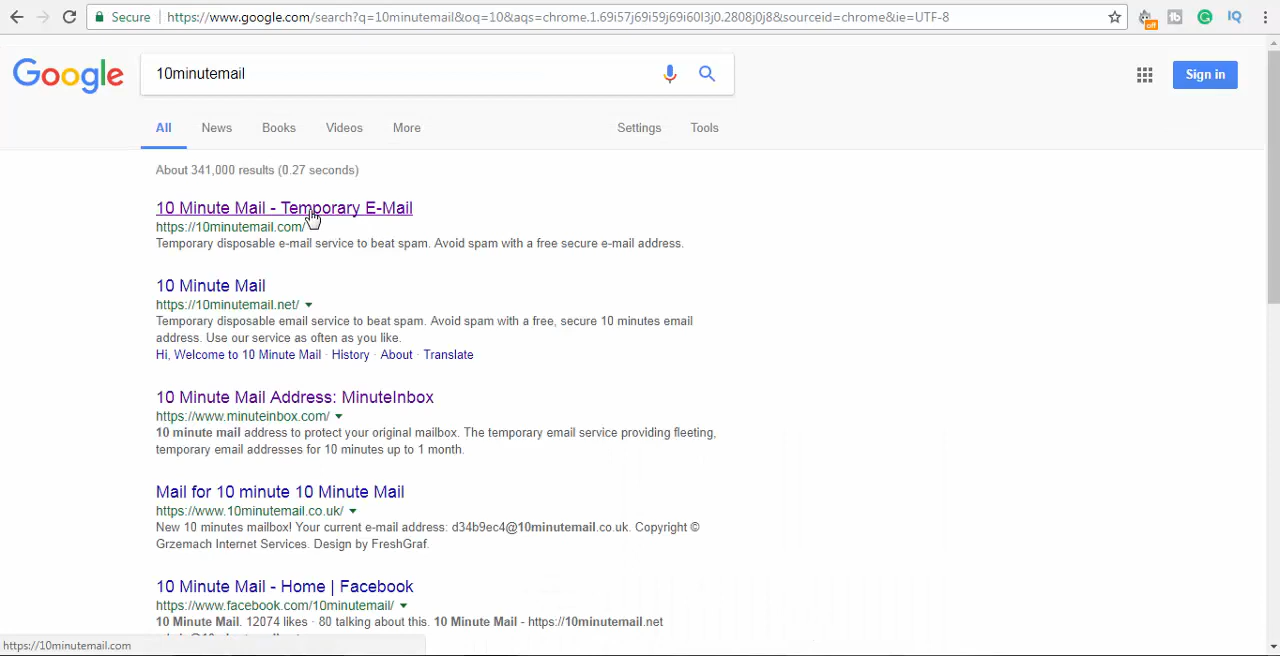 Secure https://www.google.com/search?q=10minutemail&oq=10&aqs=chrome.1.69i57j69i59j69i60l3j0.2808j0j8&sourceid=chrome&ie=UTF-8
Google 10minutemail Sign in
All News Books Videos More Settings Tools
About 341,000 results (0.27 seconds)
10 Minute Mail - Temporary E-Mail
https://10minutemail.com/
Temporary disposable e-mail service to beat spam. Avoid spam with a free secure e-mail address.
10 Minute Mail
https://10minutemail.net/
Temporary disposable email service to beat spam. Avoid spam with a free, secure 10 minutes email
address. Use our service as often as you like.
Hi, Welcome to 10 Minute Mail · History · About · Translate
10 Minute Mail Address: MinuteInbox
https://www.minuteinbox.com/
10 minute mail address to protect your original mailbox. The temporary email service providing fleeting,
temporary email addresses for 10 minutes up to 1 month.
Mail for 10 minute 10 Minute Mail
https://www.10minutemail.co.uk/
New 10 minutes mailbox! Your current e-mail address: d34b9ec4@10minutemail.co.uk. Copyright ©
Grzemach Internet Services. Design by FreshGraf.
10 Minute Mail - Home | Facebook
https://www.facebook.com/10minutemail/
10 Minute Mail. 12074 likes · 80 talking about this. 10 Minute Mail - https://10minutemail.net
https://10minutemail.com